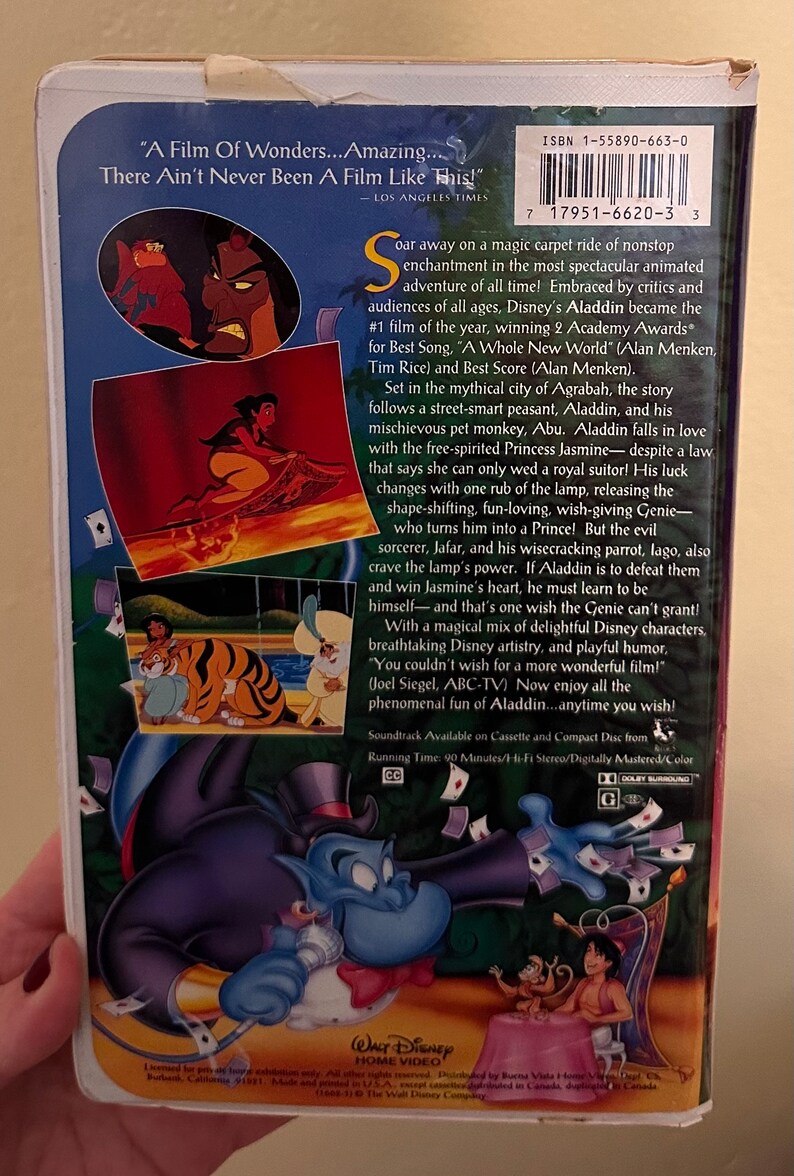 "A Film Of Wonders...Amazing...
There Ain't Never Been A Film Like This!"
— LOS ANGELES TIMES
ISBN 1-55890-663-0
7 17951-6620-3 3
Soar away on a magic carpet ride of nonstop
enchantment in the most spectacular animated
adventure of all time! Embraced by critics and
audiences of all ages, Disney's Aladdin became the
#1 film of the year, winning 2 Academy Awards®
for Best Song, "A Whole New World" (Alan Menken,
Tim Rice) and Best Score (Alan Menken).
Set in the mythical city of Agrabah, the story
follows a street-smart peasant, Aladdin, and his
mischievous pet monkey, Abu. Aladdin falls in love
with the free-spirited Princess Jasmine— despite a law
that says she can only wed a royal suitor! His luck
changes with one rub of the lamp, releasing the
shape-shifting, fun-loving, wish-giving Genie—
who turns him into a Prince! But the evil
sorcerer, Jafar, and his wisecracking parrot, Iago, also
crave the lamp's power. If Aladdin is to defeat them
and win Jasmine's heart, he must learn to be
himself— and that's one wish the Genie can't grant!
With a magical mix of delightful Disney characters,
breathtaking Disney artistry, and playful humor,
"You couldn't wish for a more wonderful film!"
(Joel Siegel, ABC-TV) Now enjoy all the
phenomenal fun of Aladdin...anytime you wish!
Soundtrack Available on Cassette and Compact Disc from
Running Time: 90 Minutes/Hi-Fi Stereo/Digitally Mastered/Color
CC
DOLBY SURROUND
G
WALT DISNEY
HOME VIDEO
Licensed for private home exhibition only. All other rights reserved. Distributed by Buena Vista Home Video, Dept. CS,
Burbank, California 91521. Made and printed in U.S.A., except cassettes distributed in Canada, duplicated in Canada
(1662-1) © The Walt Disney Company